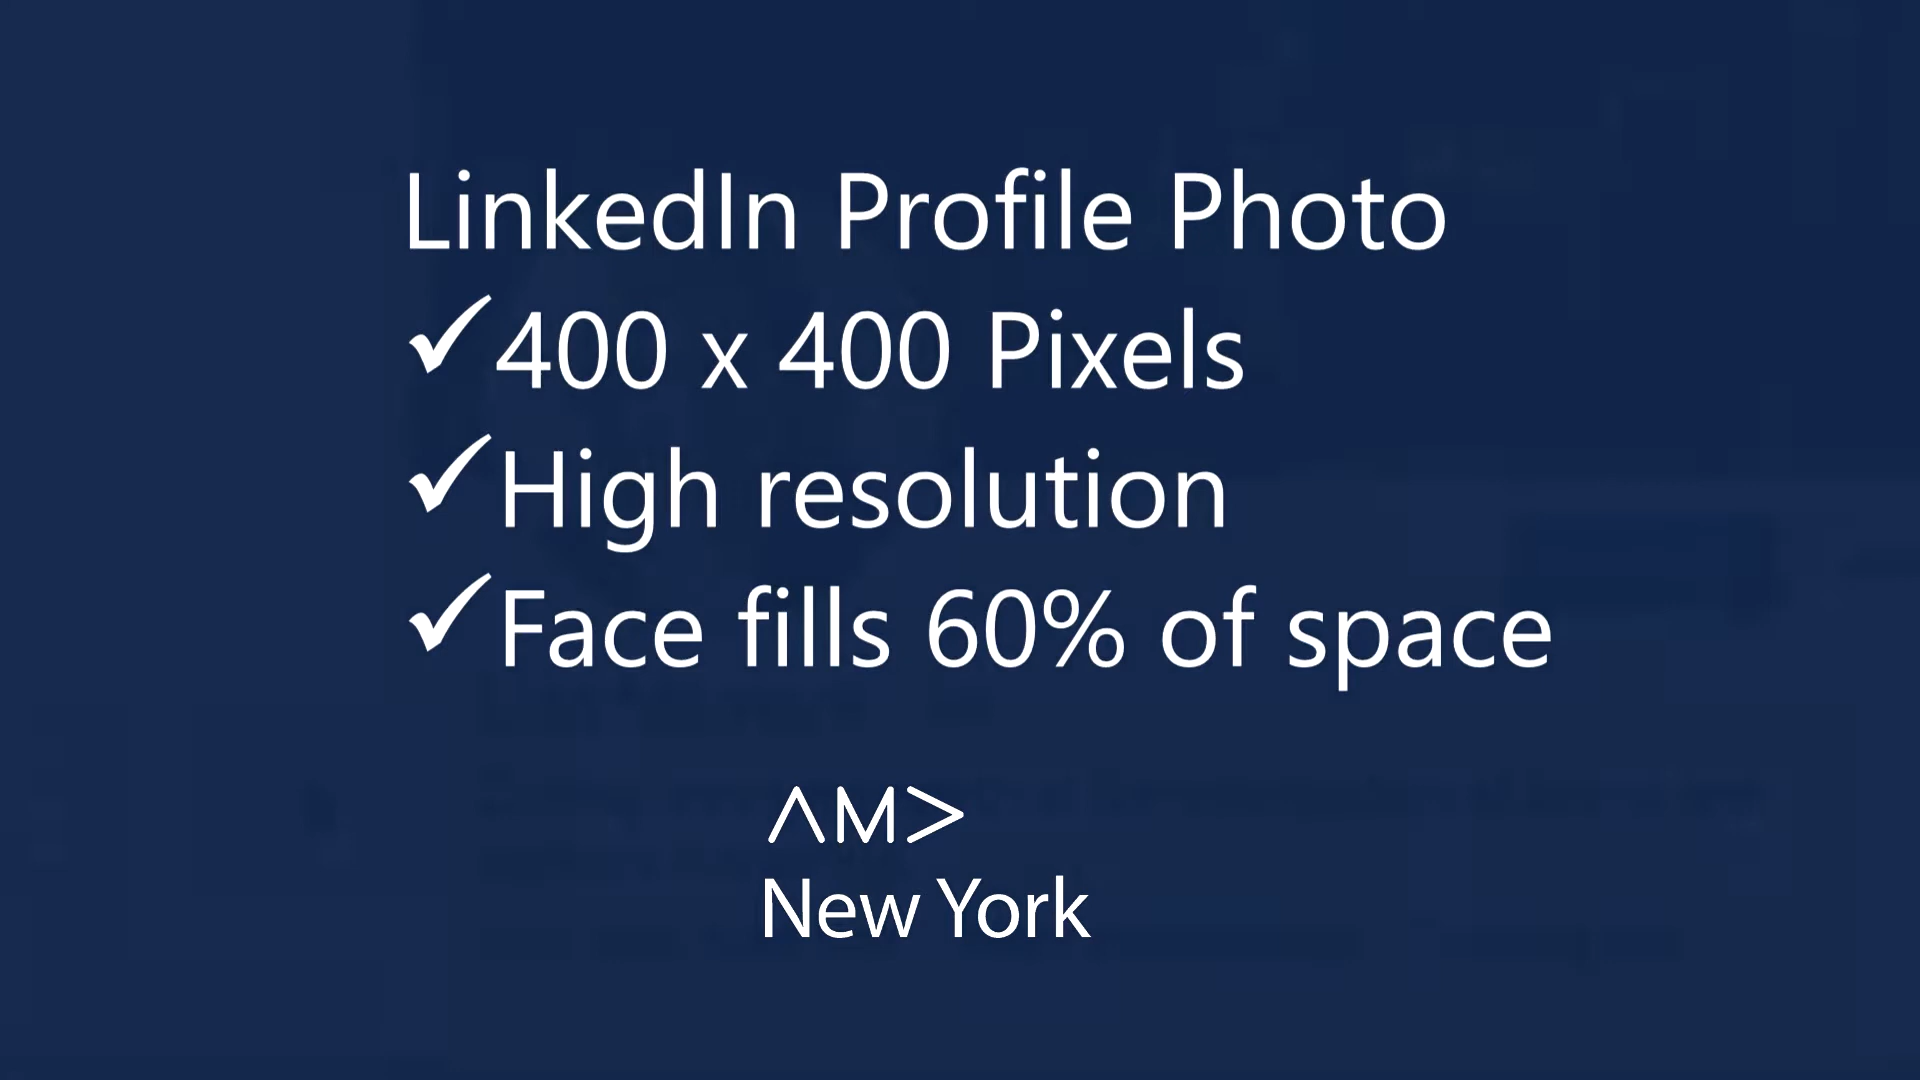 LinkedIn Profile Photo
✓400 x 400 Pixels
✓High resolution
✓Face fills 60% of space
ΛM>
New York